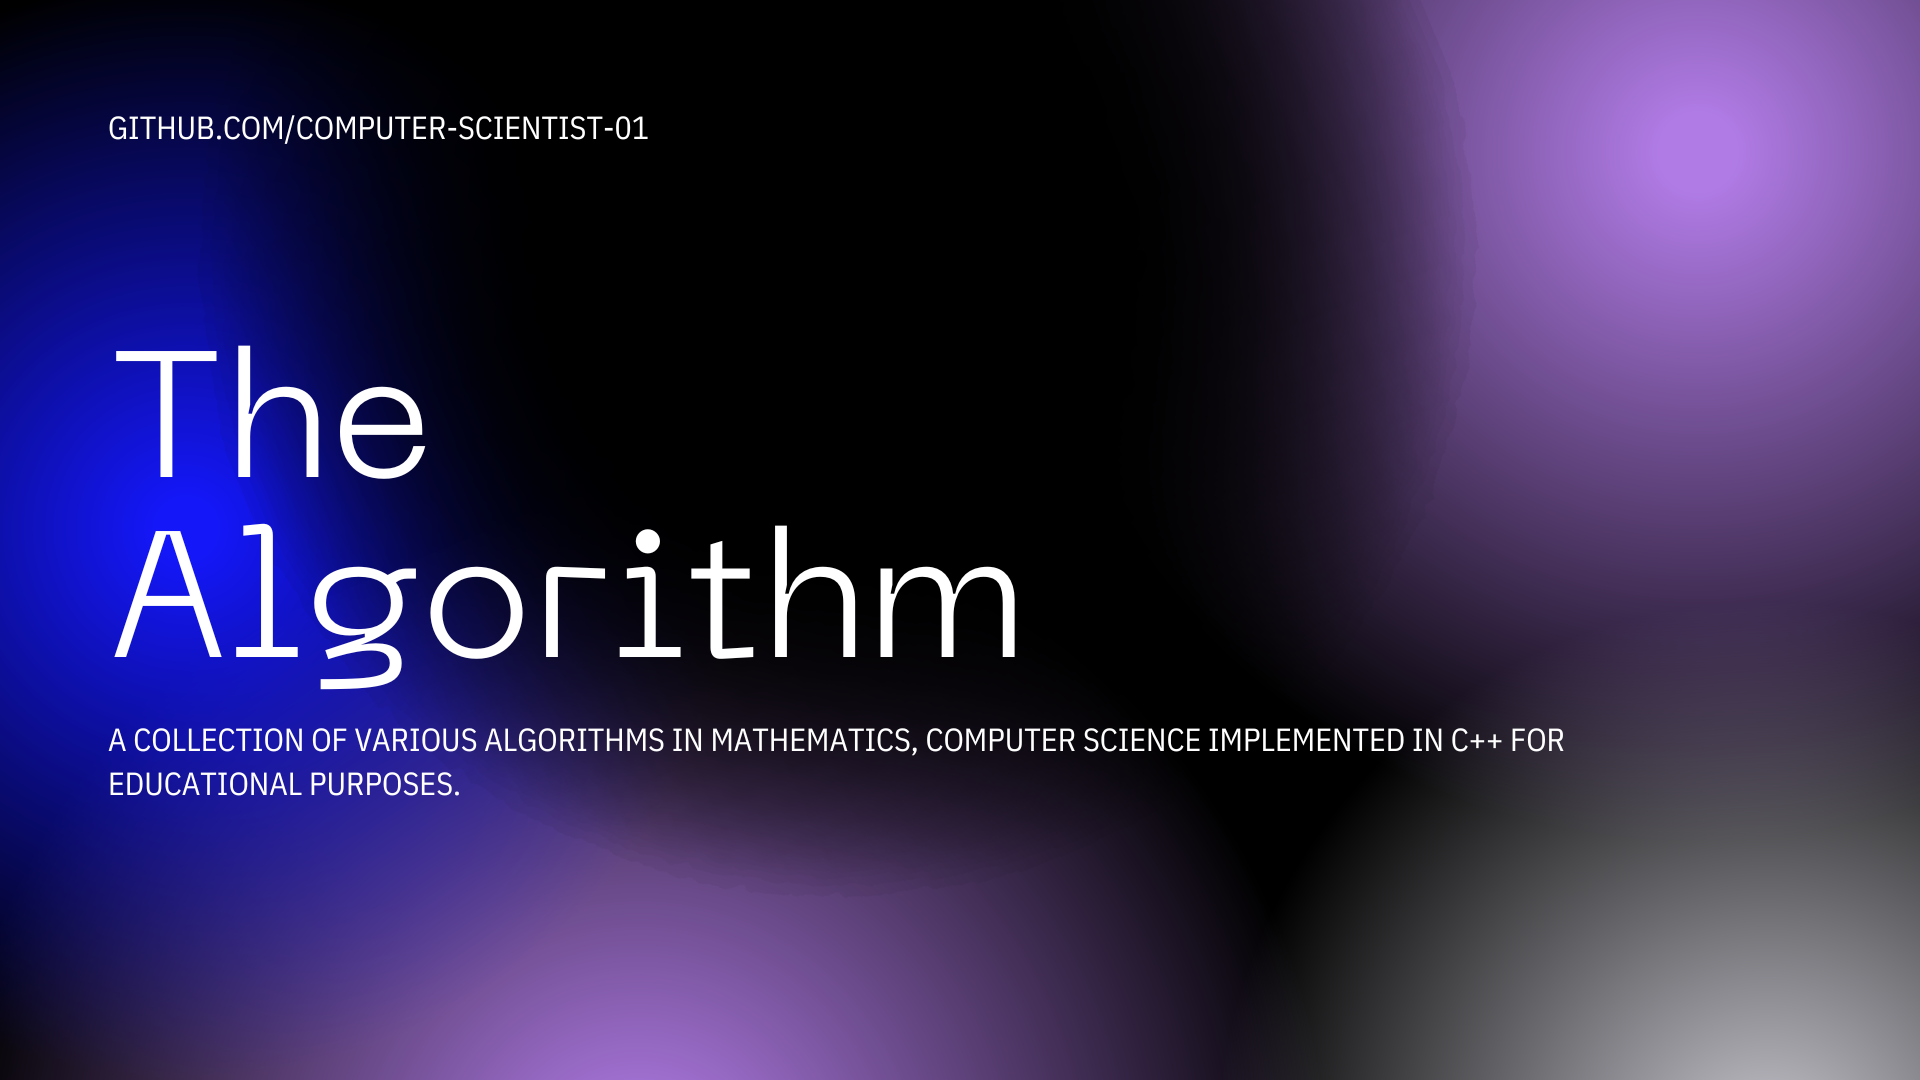 GITHUB.COM/COMPUTER-SCIENTIST-01
The
Algorithm
A COLLECTION OF VARIOUS ALGORITHMS IN MATHEMATICS, COMPUTER SCIENCE IMPLEMENTED IN C++ FOR
EDUCATIONAL PURPOSES.